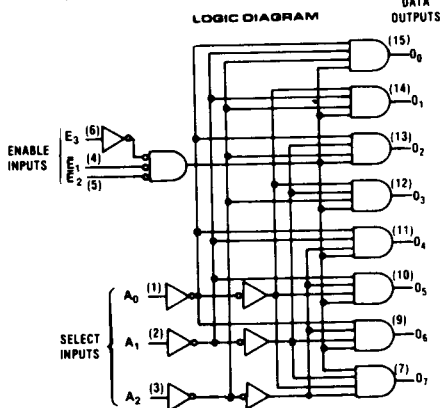 DATA
LOGIC DIAGRAM OUTPUTS
(15)
O0
(14)
O1
E3 (6)
(13)
O2
ENABLE
INPUTS
E1 (4)
E2 (5)
(12)
O3
(11)
O4
(10)
O5
A0 (1)
(9)
O6
A1 (2)
SELECT
INPUTS
(7)
O7
A2 (3)